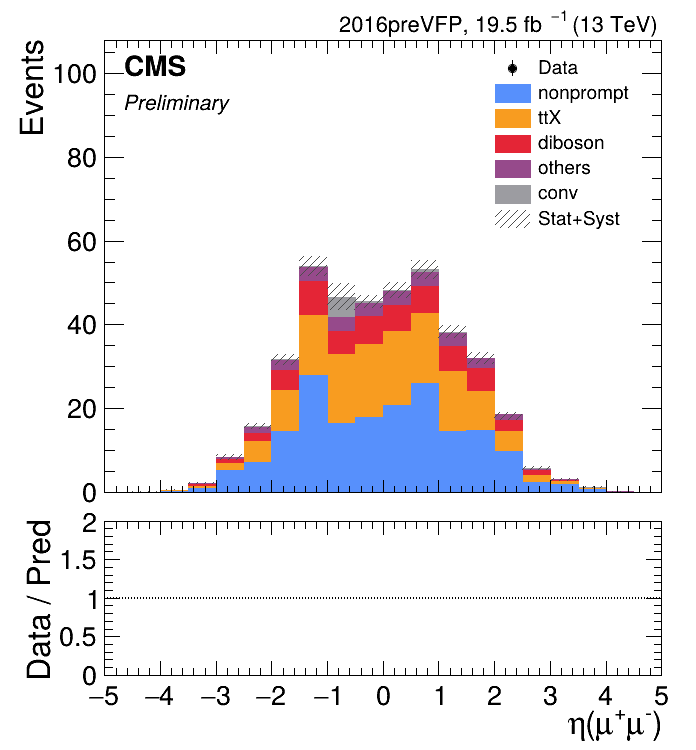 2016preVFP, 19.5 fb⁻¹ (13 TeV)
Events
100
80
60
40
20
0
CMS
Preliminary
Data
nonprompt
ttX
diboson
others
conv
Stat+Syst
Data / Pred
2
1.5
1
0.5
0
−5 −4 −3 −2 −1 0 1 2 3 4 5
η(μ⁺μ⁻)